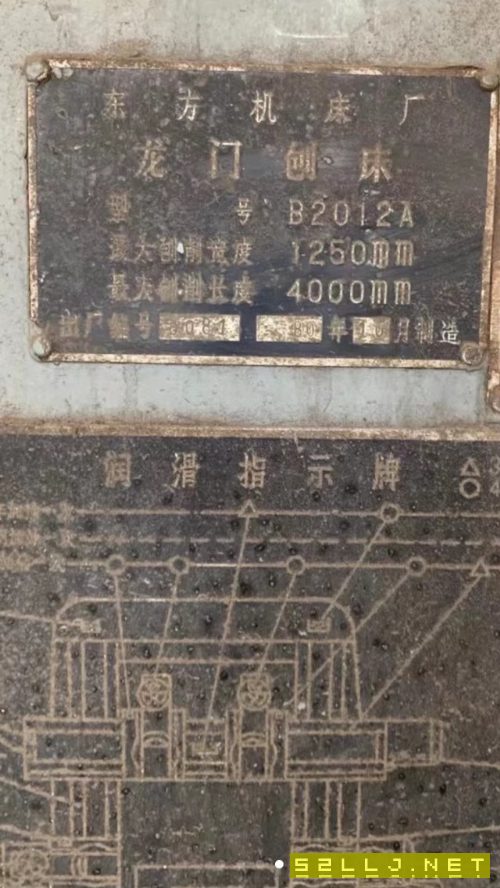 东方机床厂
龙门刨床
型号 B2012A
最大刨削宽度 1250mm
最大刨削长度 4000mm
出厂编号 年 月制造
润滑指示牌
52LLJ.NET